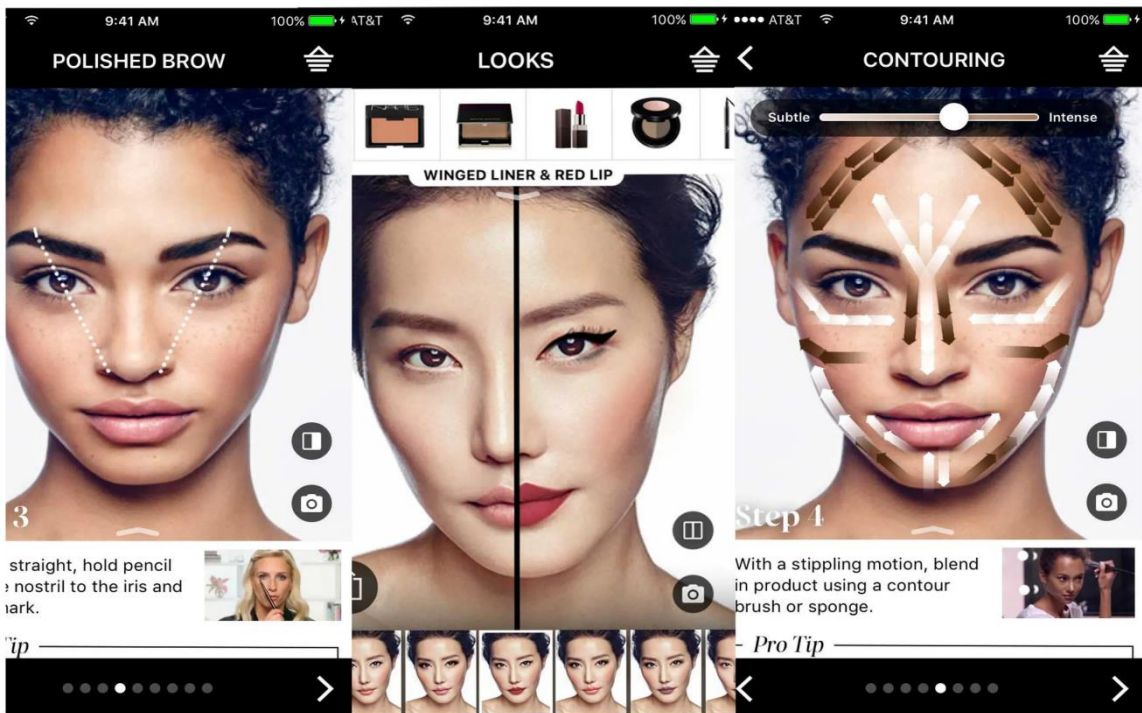 9:41 AM
100%
POLISHED BROW
3
straight, hold pencil
nostril to the iris and
AT&T
9:41 AM
100%
LOOKS
NARS
WINGED LINER & RED LIP
AT&T
9:41 AM
100%
CONTOURING
Subtle
Intense
Step 4
With a stippling motion, blend
in product using a contour
brush or sponge.
Pro Tip